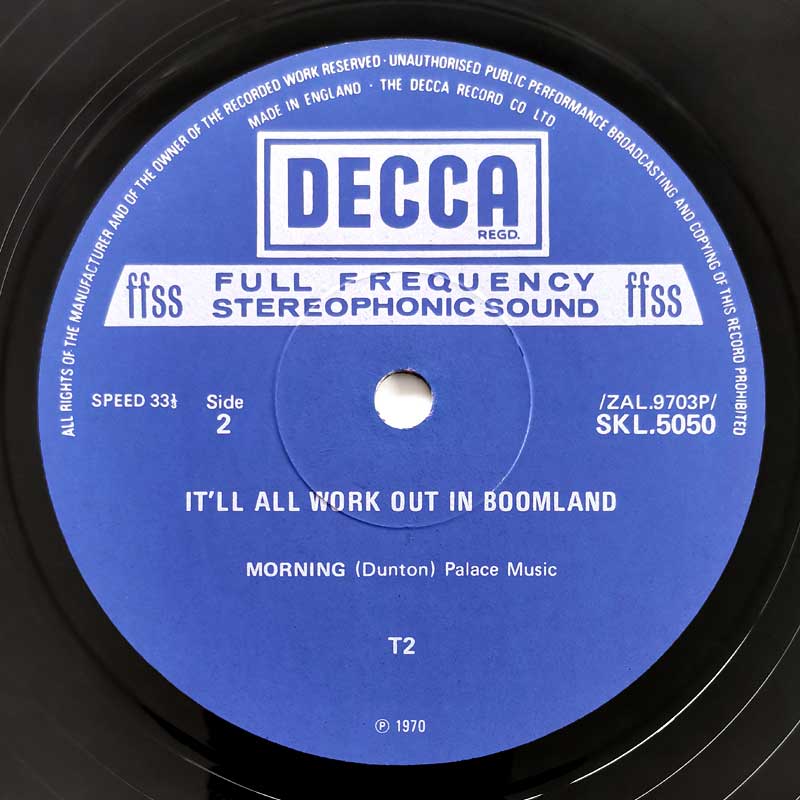 ALL RIGHTS OF THE MANUFACTURER AND OF THE OWNER OF THE RECORDED WORK RESERVED · UNAUTHORISED PUBLIC PERFORMANCE BROADCASTING AND COPYING OF THIS RECORD PROHIBITED
MADE IN ENGLAND · THE DECCA RECORD CO LTD.
DECCA
REGD.
ffss FULL FREQUENCY ffss
STEREOPHONIC SOUND
SPEED 33⅓ Side /ZAL.9703P/
2 SKL.5050
IT'LL ALL WORK OUT IN BOOMLAND
MORNING (Dunton) Palace Music
T2
℗ 1970